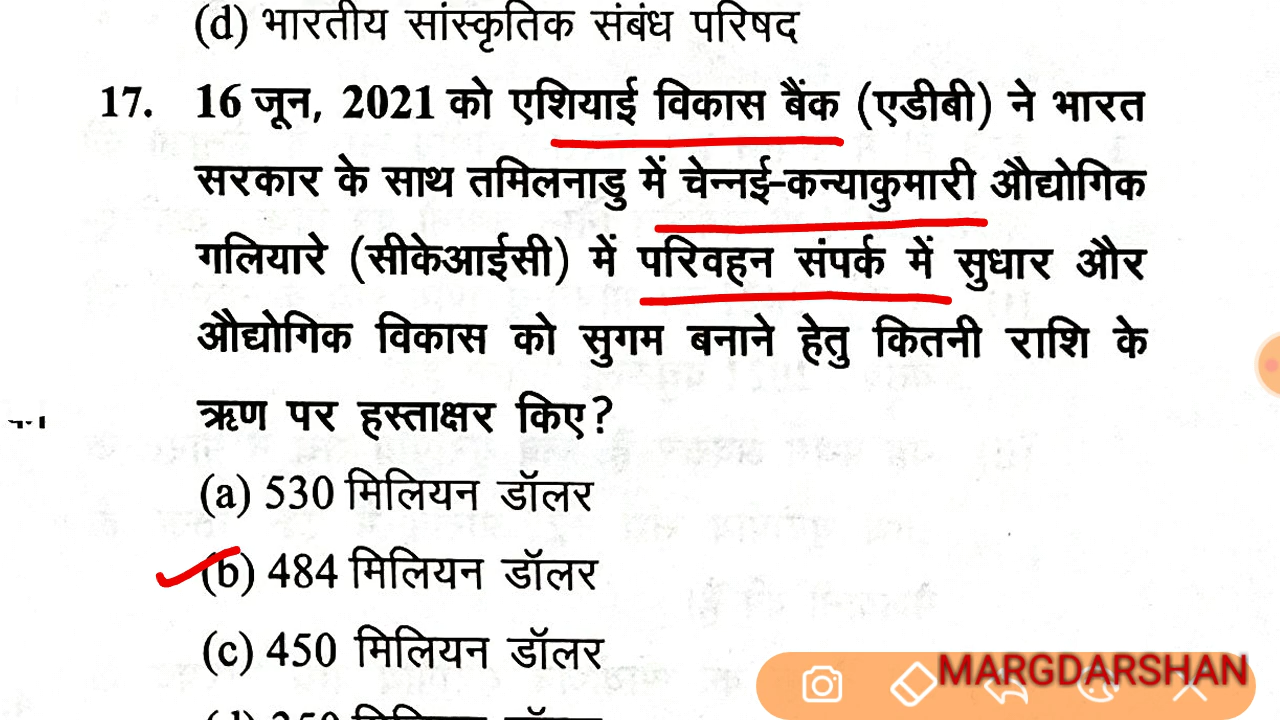 (d) भारतीय सांस्कृतिक संबंध परिषद
17. 16 जून, 2021 को एशियाई विकास बैंक (एडीबी) ने भारत
सरकार के साथ तमिलनाडु में चेन्नई-कन्याकुमारी औद्योगिक
गलियारे (सीकेआईसी) में परिवहन संपर्क में सुधार और
औद्योगिक विकास को सुगम बनाने हेतु कितनी राशि के
ऋण पर हस्ताक्षर किए?
(a) 530 मिलियन डॉलर
(b) 484 मिलियन डॉलर
(c) 450 मिलियन डॉलर
MARGDARSHAN